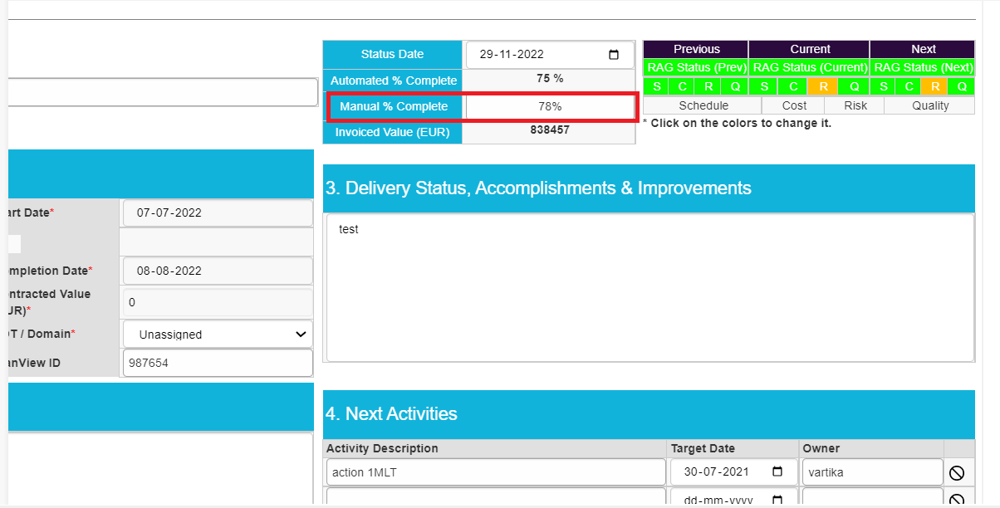 Status Date 29-11-2022
Automated % Complete 75 %
Manual % Complete 78%
Invoiced Value (EUR) 838457
Previous Current Next
RAG Status (Prev) RAG Status (Current) RAG Status (Next)
S C R Q S C R Q S C R Q
Schedule Cost Risk Quality
* Click on the colors to change it.
art Date* 07-07-2022
mpletion Date* 08-08-2022
ntracted Value
UR)* 0
T / Domain* Unassigned
anView ID 987654
3. Delivery Status, Accomplishments & Improvements
test
4. Next Activities
Activity Description Target Date Owner
action 1MLT 30-07-2021 vartika
dd-mm-yyyy